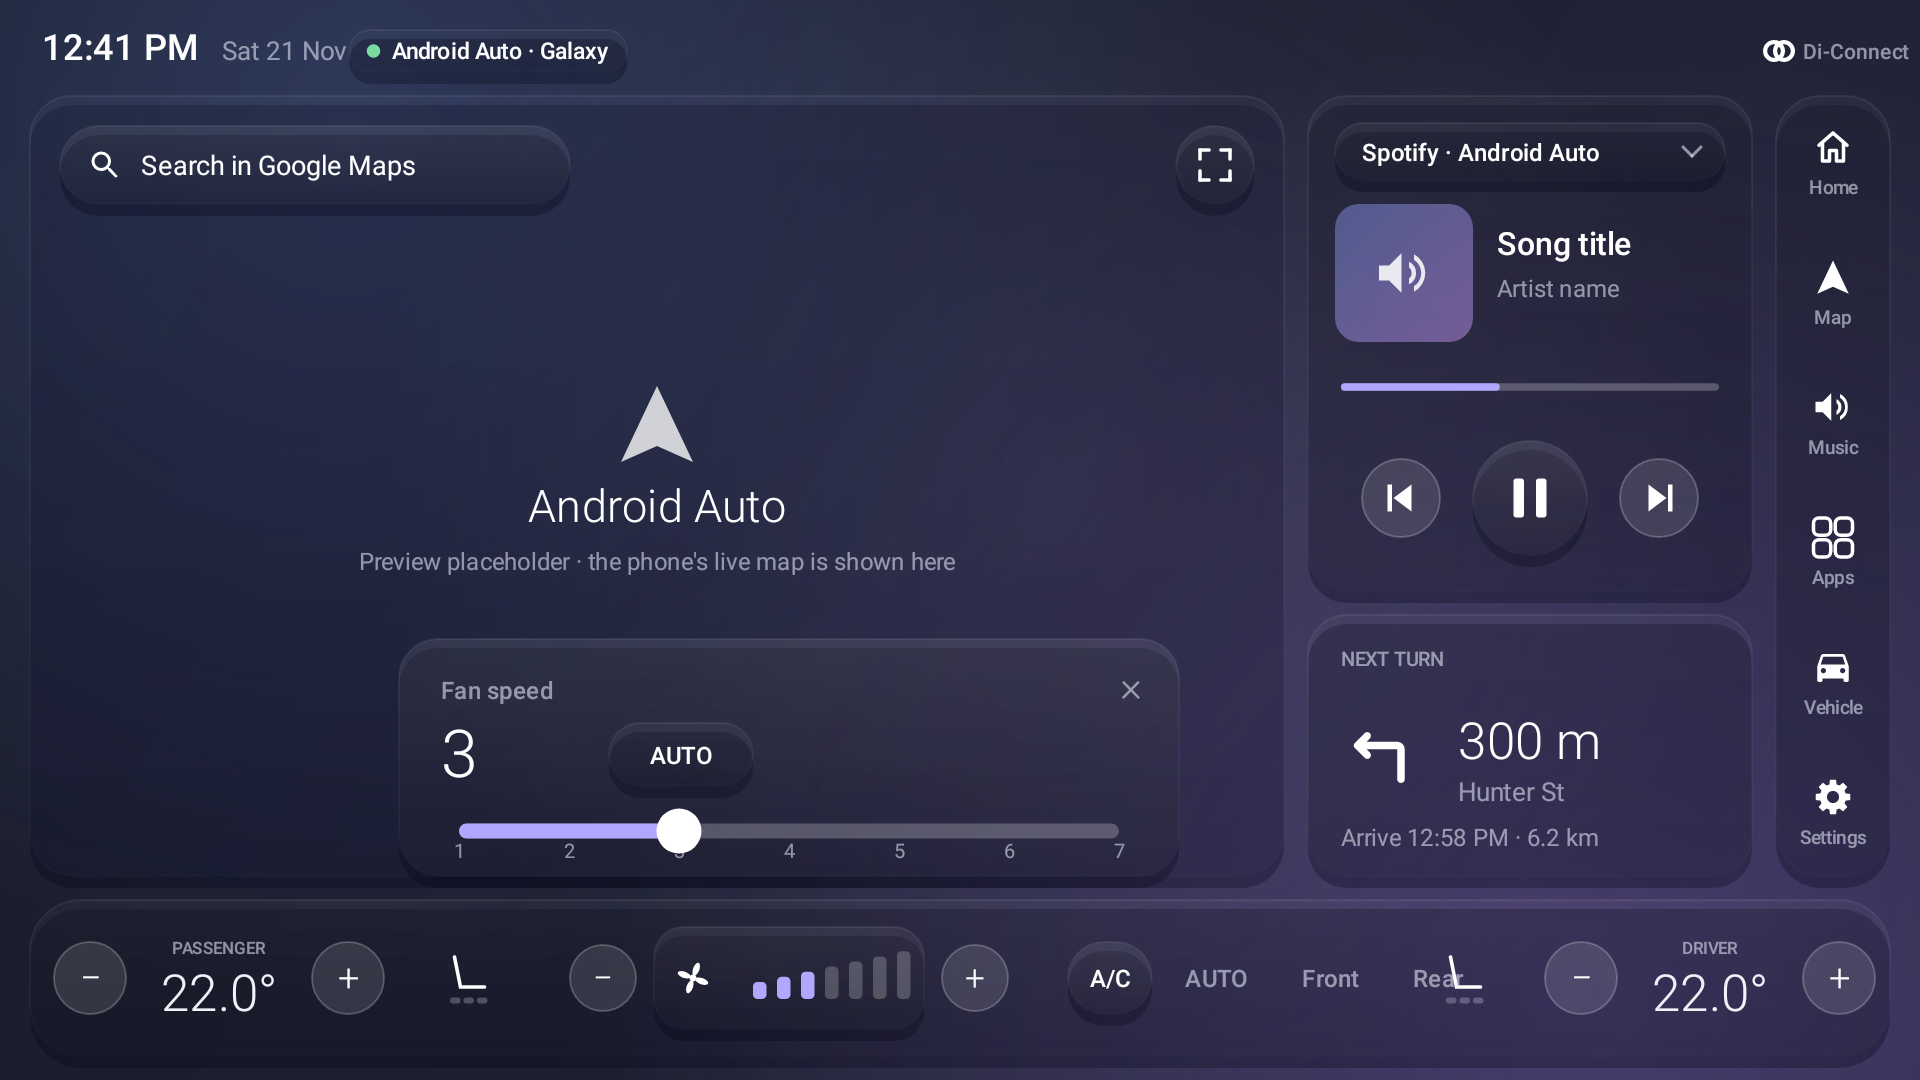 12:41 PM
Sat 21 Nov
Android Auto · Galaxy
Di-Connect
Search in Google Maps
Android Auto
Preview placeholder · the phone's live map is shown here
Fan speed
3
AUTO
1 2 3 4 5 6 7
Spotify · Android Auto
Song title
Artist name
NEXT TURN
300 m
Hunter St
Arrive 12:58 PM · 6.2 km
Home
Map
Music
Apps
Vehicle
Settings
PASSENGER
22.0°
A/C
AUTO
Front
Rear
DRIVER
22.0°